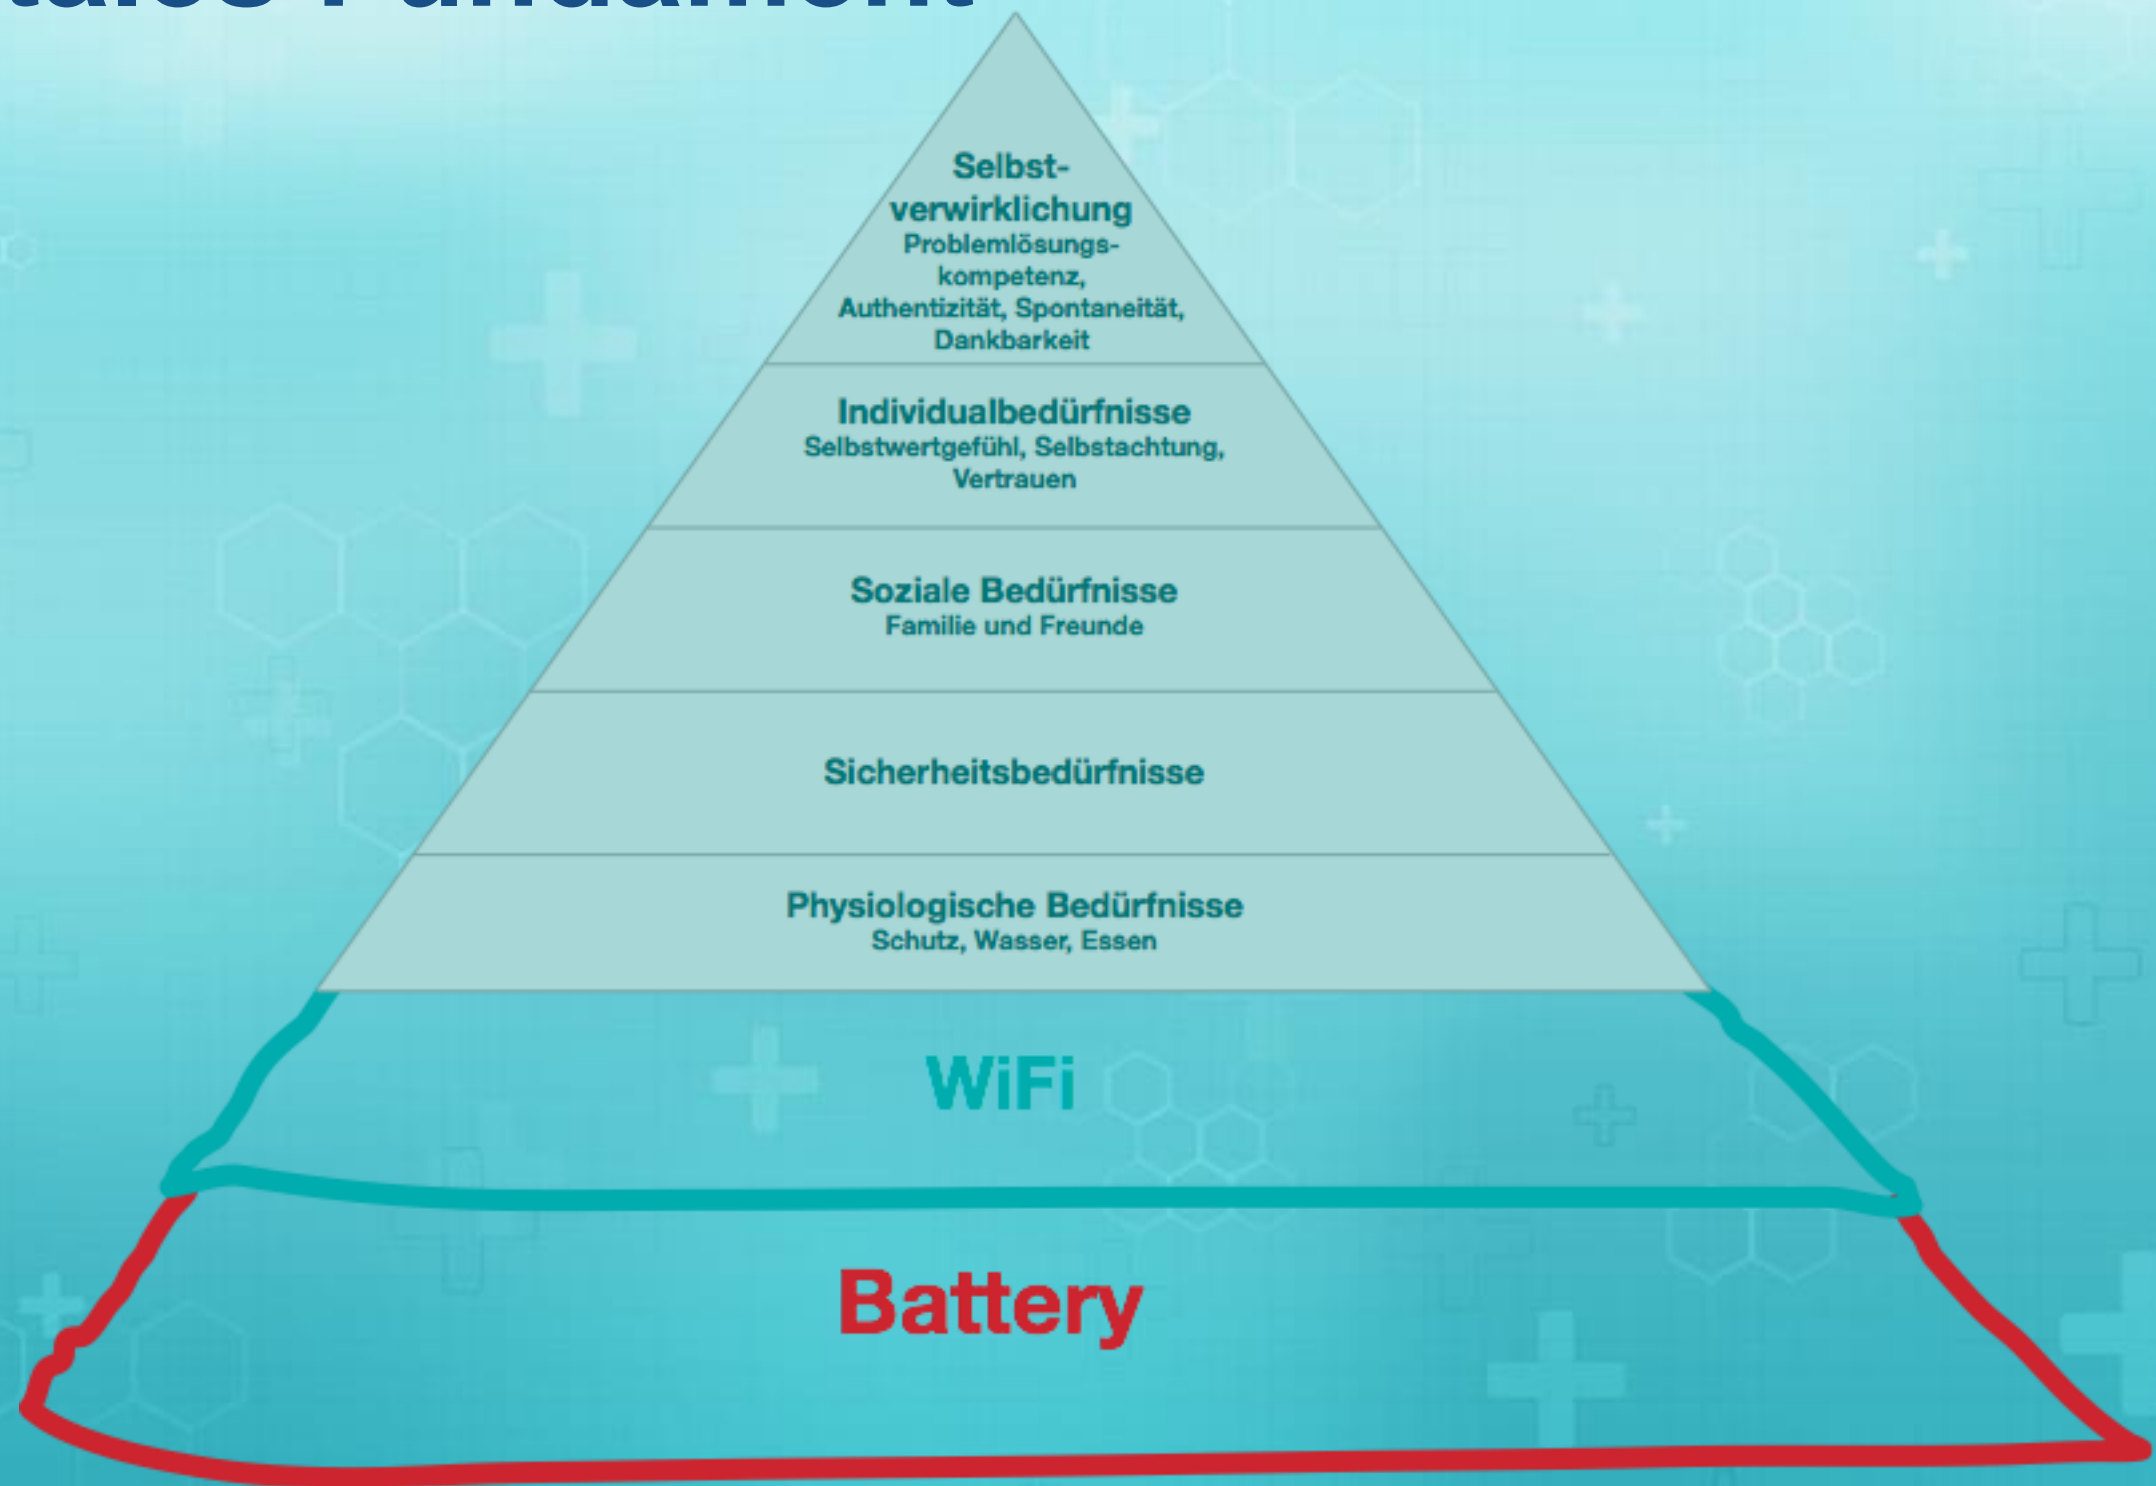 Fundament
Selbst-
verwirklichung
Problemlösungs-
kompetenz,
Authentizität, Spontaneität,
Dankbarkeit
Individualbedürfnisse
Selbstwertgefühl, Selbstachtung,
Vertrauen
Soziale Bedürfnisse
Familie und Freunde
Sicherheitsbedürfnisse
Physiologische Bedürfnisse
Schutz, Wasser, Essen
WiFi
Battery